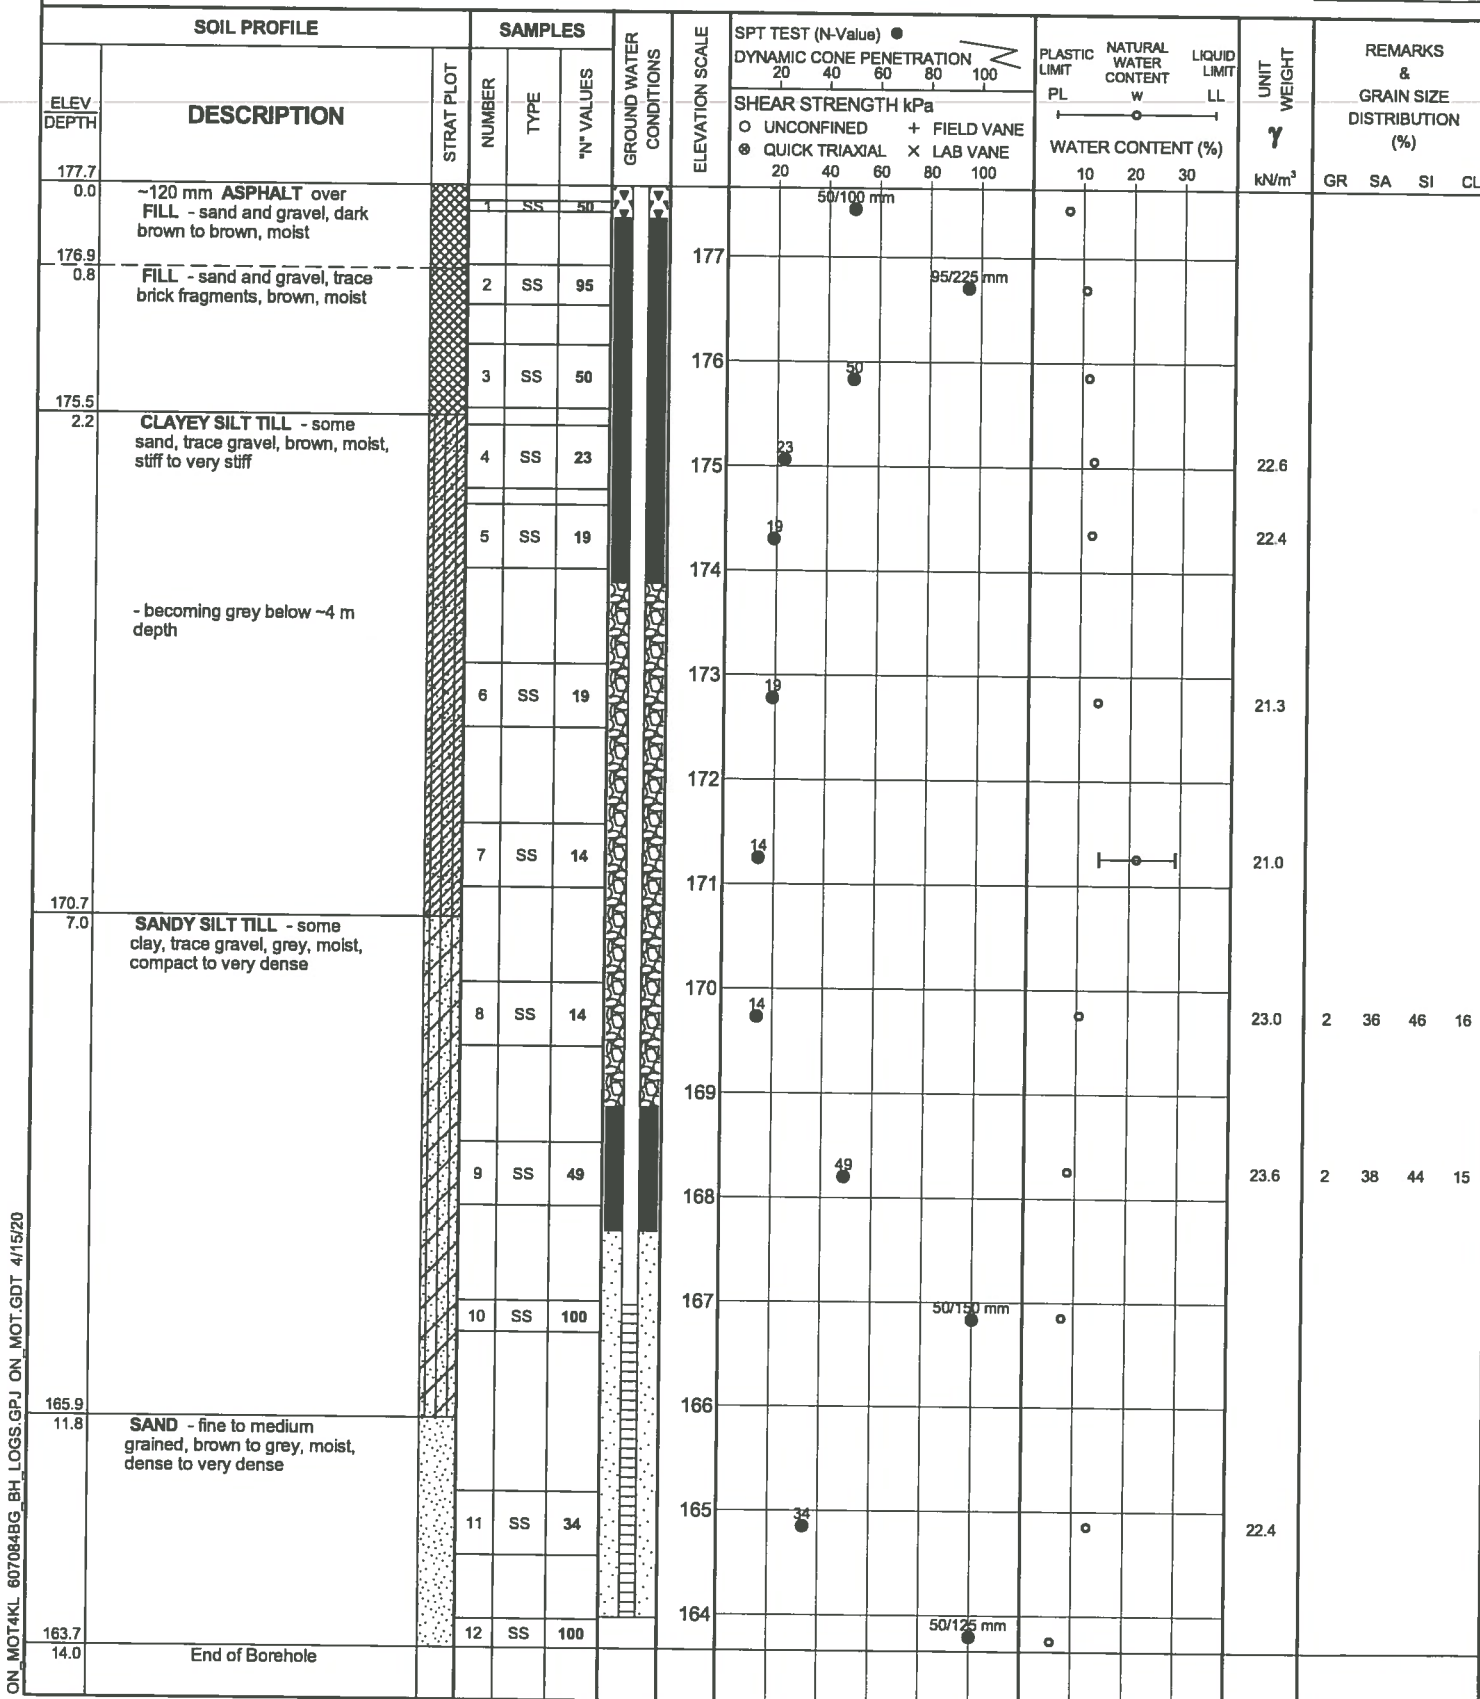 SOIL PROFILE
SAMPLES
GROUND WATER CONDITIONS
ELEVATION SCALE
SPT TEST (N-Value) ●
DYNAMIC CONE PENETRATION
20 40 60 80 100
SHEAR STRENGTH kPa
O UNCONFINED + FIELD VANE
⊗ QUICK TRIAXIAL × LAB VANE
20 40 60 80 100
PLASTIC LIMIT
NATURAL WATER CONTENT
LIQUID LIMIT
PL w LL
WATER CONTENT (%)
10 20 30
UNIT WEIGHT
γ
kN/m³
REMARKS
&
GRAIN SIZE
DISTRIBUTION
(%)
GR SA SI CL
ELEV
DEPTH
DESCRIPTION
STRAT PLOT
NUMBER
TYPE
"N" VALUES
177.7
0.0
~120 mm ASPHALT over
FILL - sand and gravel, dark
brown to brown, moist
1 SS 50
50/100 mm
177
176.9
0.8
FILL - sand and gravel, trace
brick fragments, brown, moist
2 SS 95
95/225 mm
176
3 SS 50
50
175.5
2.2
CLAYEY SILT TILL - some
sand, trace gravel, brown, moist,
stiff to very stiff
4 SS 23
23
175
22.6
5 SS 19
19
22.4
174
- becoming grey below ~4 m
depth
173
6 SS 19
19
21.3
172
7 SS 14
14
21.0
171
170.7
7.0
SANDY SILT TILL - some
clay, trace gravel, grey, moist,
compact to very dense
170
8 SS 14
14
23.0 2 36 46 16
169
9 SS 49
49
23.6 2 38 44 15
168
167
10 SS 100
50/150 mm
166
165.9
11.8
SAND - fine to medium
grained, brown to grey, moist,
dense to very dense
165
11 SS 34
34
22.4
164
12 SS 100
50/125 mm
163.7
14.0
End of Borehole
ON_MOT4KL 607084BG_BH_LOGS.GPJ ON_MOT.GDT 4/15/20